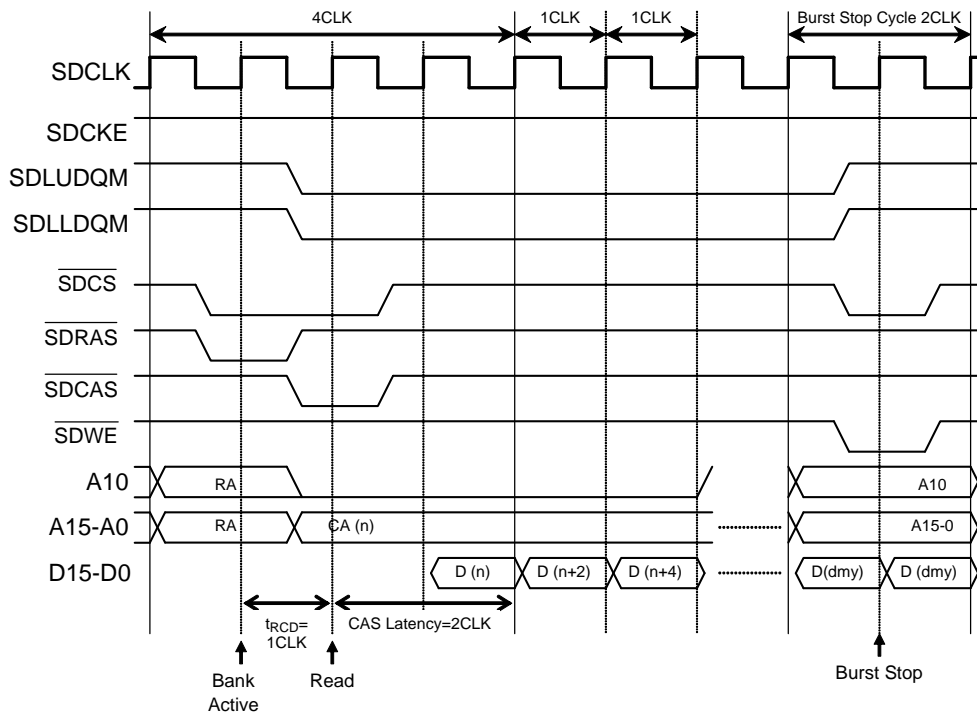 4CLK 1CLK 1CLK Burst Stop Cycle 2CLK
SDCLK
SDCKE
SDLUDQM
SDLLDQM
SDCS
SDRAS
SDCAS
SDWE
A10 RA A10
A15-A0 RA CA (n) A15-0
D15-D0 D (n) D (n+2) D (n+4) D(dmy) D (dmy)
tRCD=
1CLK
CAS Latency=2CLK
Bank
Active
Read
Burst Stop